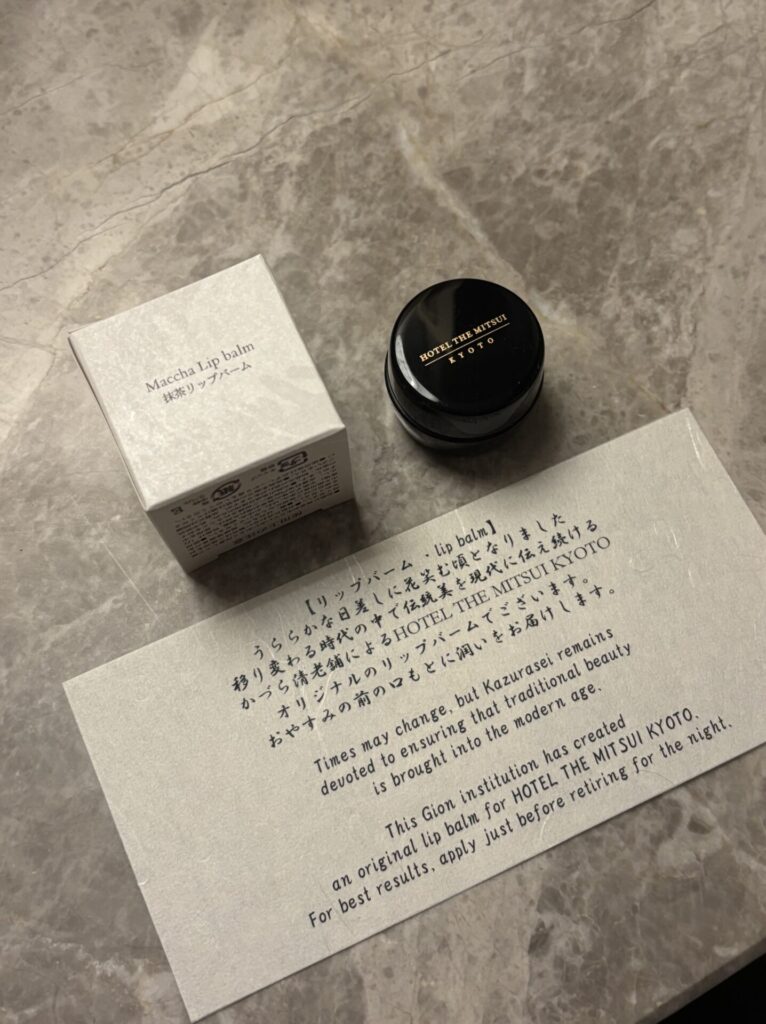 Maccha Lip balm
抹茶リップバーム
HOTEL THE MITSUI
KYOTO
【リップバーム ・lip balm】
うららかな日差しに花笑む頃となりました
移り変わる時代の中で伝統美を現代に伝え続ける
かづら清老舗によるHOTEL THE MITSUI KYOTO
オリジナルのリップバームでございます。
おやすみの前の口もとに潤いをお届けします。
Times may change, but Kazurasei remains
devoted to ensuring that traditional beauty
is brought into the modern age.
This Gion institution has created
an original lip balm for HOTEL THE MITSUI KYOTO.
For best results, apply just before retiring for the night.